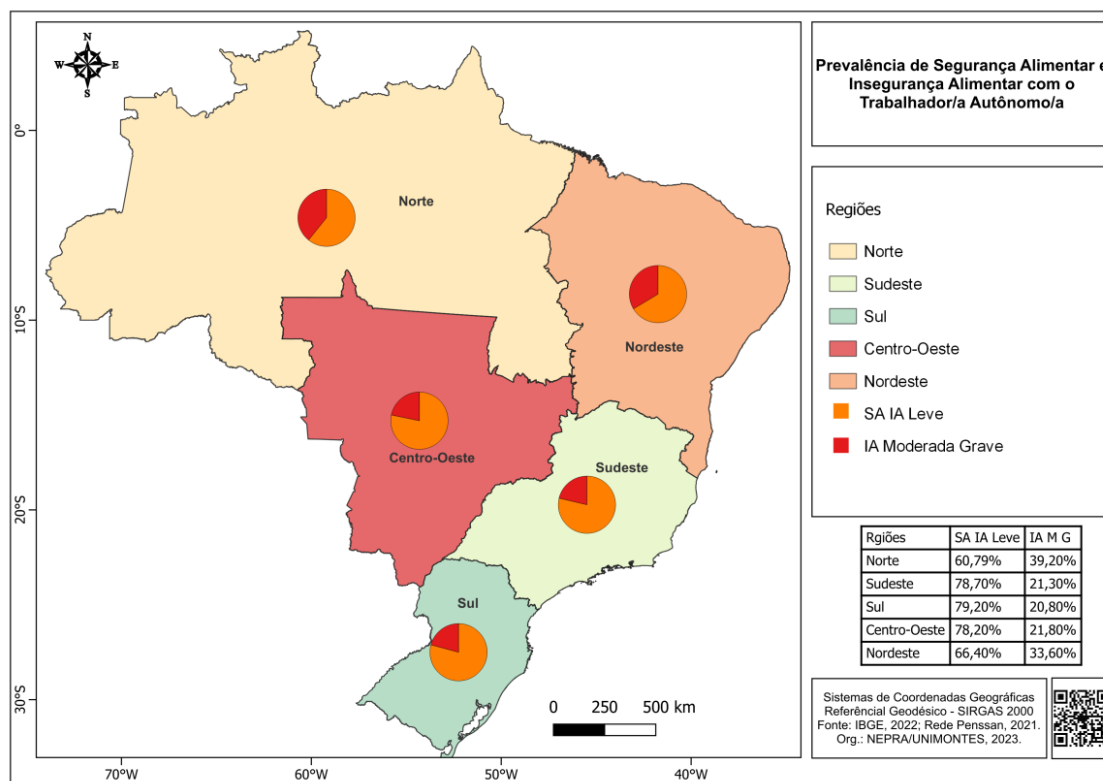 Prevalência de Segurança Alimentar e
Insegurança Alimentar com o
Trabalhador/a Autônomo/a
N
W
E
S
0°
10°S
20°S
30°S
70°W
60°W
50°W
40°W
Norte
Nordeste
Centro-Oeste
Sudeste
Sul
0 250 500 km
Regiões
Norte
Sudeste
Sul
Centro-Oeste
Nordeste
SA IA Leve
IA Moderada Grave
Rgiões SA IA Leve IA M G
Norte 60,79% 39,20%
Sudeste 78,70% 21,30%
Sul 79,20% 20,80%
Centro-Oeste 78,20% 21,80%
Nordeste 66,40% 33,60%
Sistemas de Coordenadas Geográficas
Referêncial Geodésico - SIRGAS 2000
Fonte: IBGE, 2022; Rede Penssan, 2021.
Org.: NEPRA/UNIMONTES, 2023.